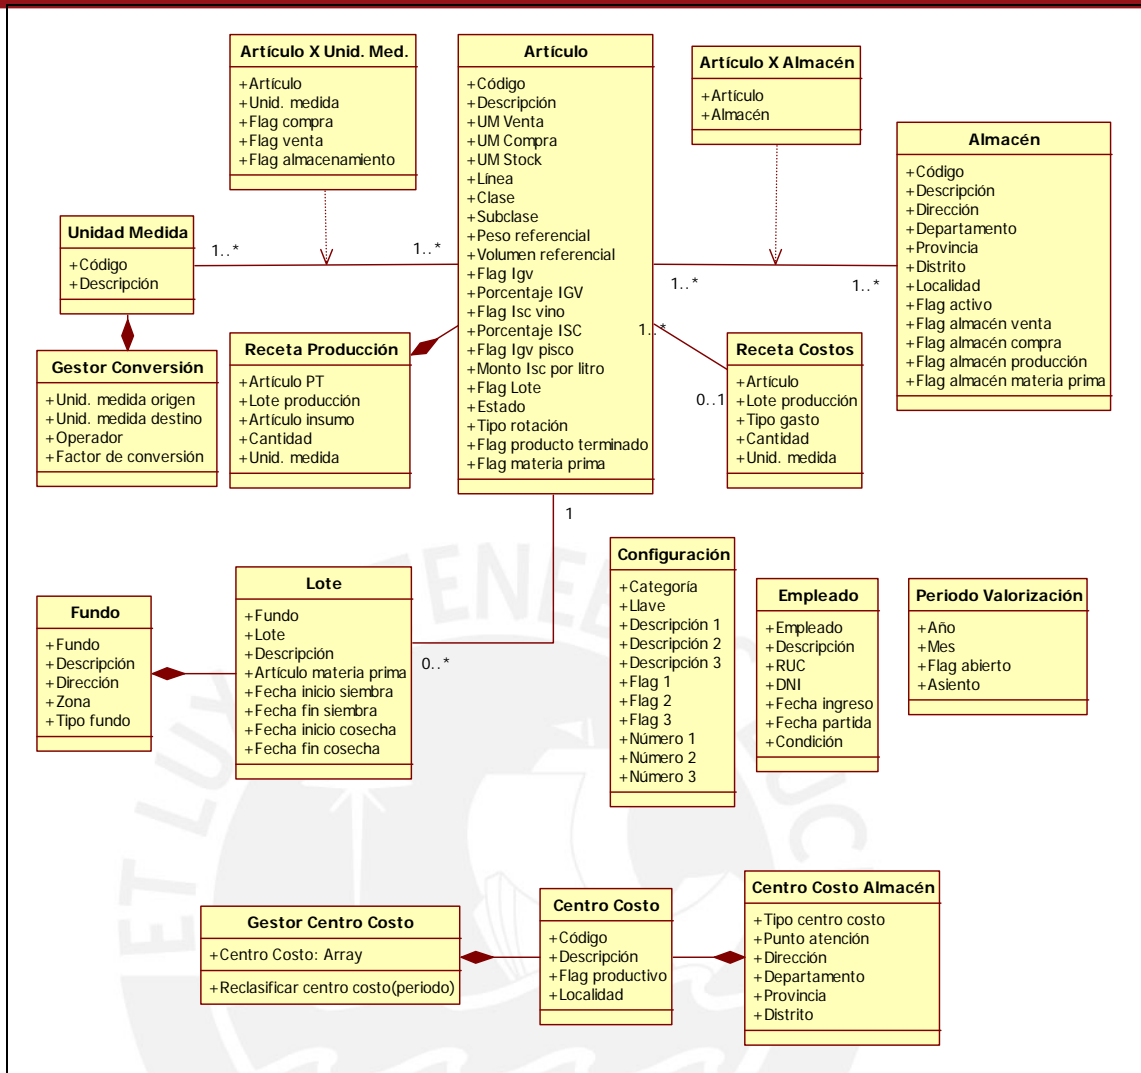 Artículo X Unid. Med.
+Artículo
+Unid. medida
+Flag compra
+Flag venta
+Flag almacenamiento
Artículo
+Código
+Descripción
+UM Venta
+UM Compra
+UM Stock
+Línea
+Clase
+Subclase
+Peso referencial
+Volumen referencial
+Flag Igv
+Porcentaje IGV
+Flag Isc vino
+Porcentaje ISC
+Flag Igv pisco
+Monto Isc por litro
+Flag Lote
+Estado
+Tipo rotación
+Flag producto terminado
+Flag materia prima
Artículo X Almacén
+Artículo
+Almacén
Almacén
+Código
+Descripción
+Dirección
+Departamento
+Provincia
+Distrito
+Localidad
+Flag activo
+Flag almacén venta
+Flag almacén compra
+Flag almacén producción
+Flag almacén materia prima
Unidad Medida
+Código
+Descripción
1..*
1..*
1..*
1..*
Gestor Conversión
+Unid. medida origen
+Unid. medida destino
+Operador
+Factor de conversión
Receta Producción
+Artículo PT
+Lote producción
+Artículo insumo
+Cantidad
+Unid. medida
1..*
0..1
Receta Costos
+Artículo
+Lote producción
+Tipo gasto
+Cantidad
+Unid. medida
1
0..*
Fundo
+Fundo
+Descripción
+Dirección
+Zona
+Tipo fundo
Lote
+Fundo
+Lote
+Descripción
+Artículo materia prima
+Fecha inicio siembra
+Fecha fin siembra
+Fecha inicio cosecha
+Fecha fin cosecha
Configuración
+Categoría
+Llave
+Descripción 1
+Descripción 2
+Descripción 3
+Flag 1
+Flag 2
+Flag 3
+Número 1
+Número 2
+Número 3
Empleado
+Empleado
+Descripción
+RUC
+DNI
+Fecha ingreso
+Fecha partida
+Condición
Periodo Valorización
+Año
+Mes
+Flag abierto
+Asiento
Gestor Centro Costo
+Centro Costo: Array
+Reclasificar centro costo(periodo)
Centro Costo
+Código
+Descripción
+Flag productivo
+Localidad
Centro Costo Almacén
+Tipo centro costo
+Punto atención
+Dirección
+Departamento
+Provincia
+Distrito